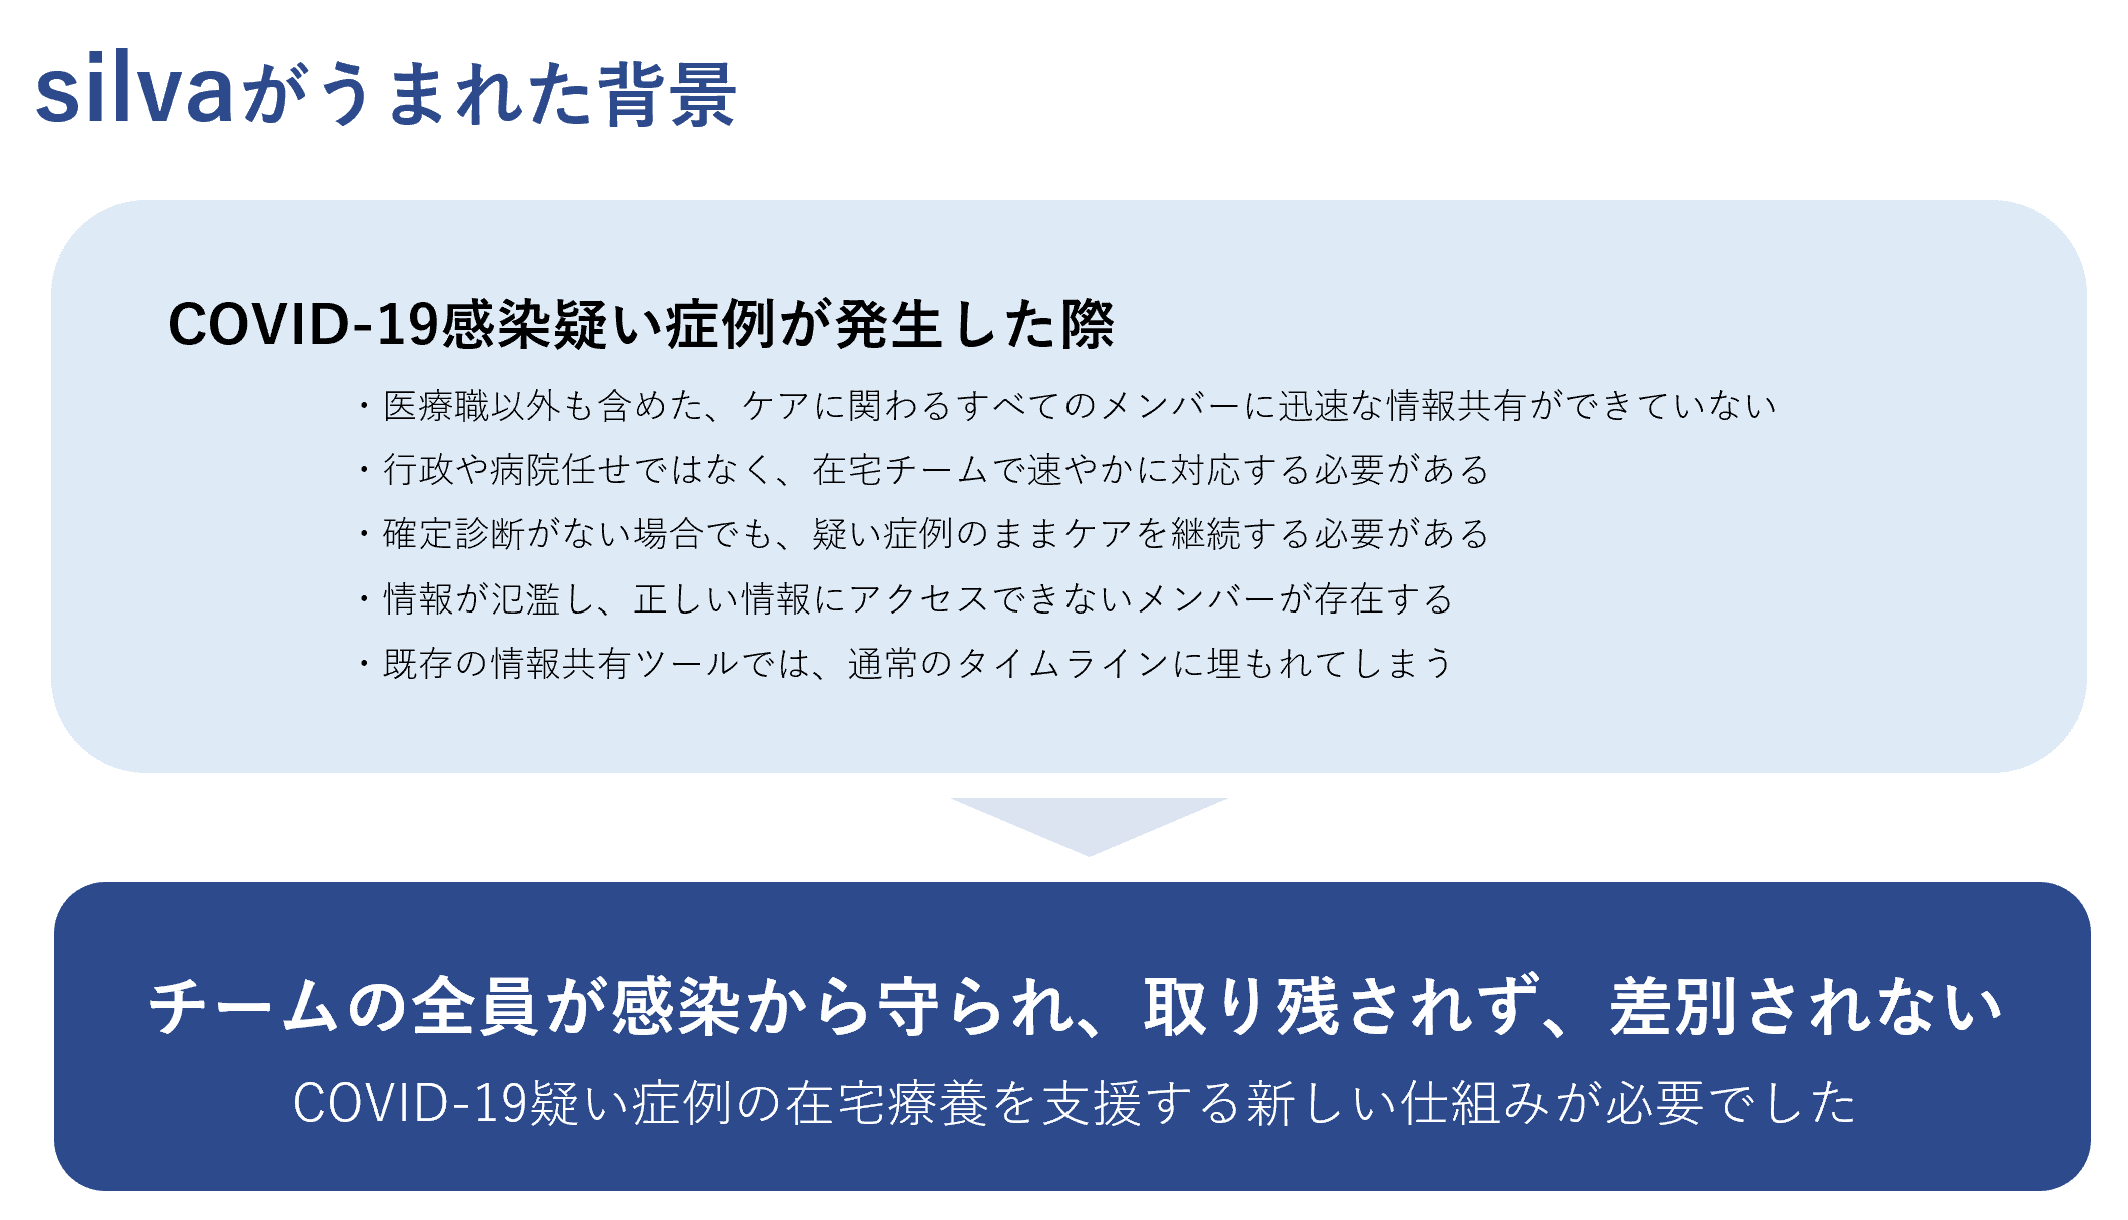 silvaがうまれた背景
COVID-19感染疑い症例が発生した際
・医療職以外も含めた、ケアに関わるすべてのメンバーに迅速な情報共有ができていない
・行政や病院任せではなく、在宅チームで速やかに対応する必要がある
・確定診断がない場合でも、疑い症例のままケアを継続する必要がある
・情報が氾濫し、正しい情報にアクセスできないメンバーが存在する
・既存の情報共有ツールでは、通常のタイムラインに埋もれてしまう
チームの全員が感染から守られ、取り残されず、差別されない
COVID-19疑い症例の在宅療養を支援する新しい仕組みが必要でした